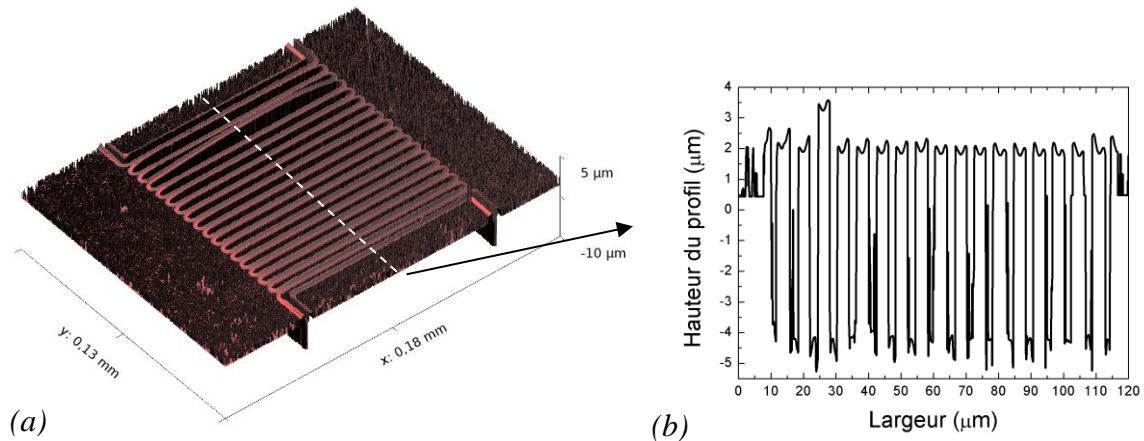 5 µm
-10 µm
y: 0,13 mm
x: 0,18 mm
(a)
Hauteur du profil (µm)
4
3
2
1
0
-1
-2
-3
-4
-5
0 10 20 30 40 50 60 70 80 90 100 110 120
Largeur (µm)
(b)